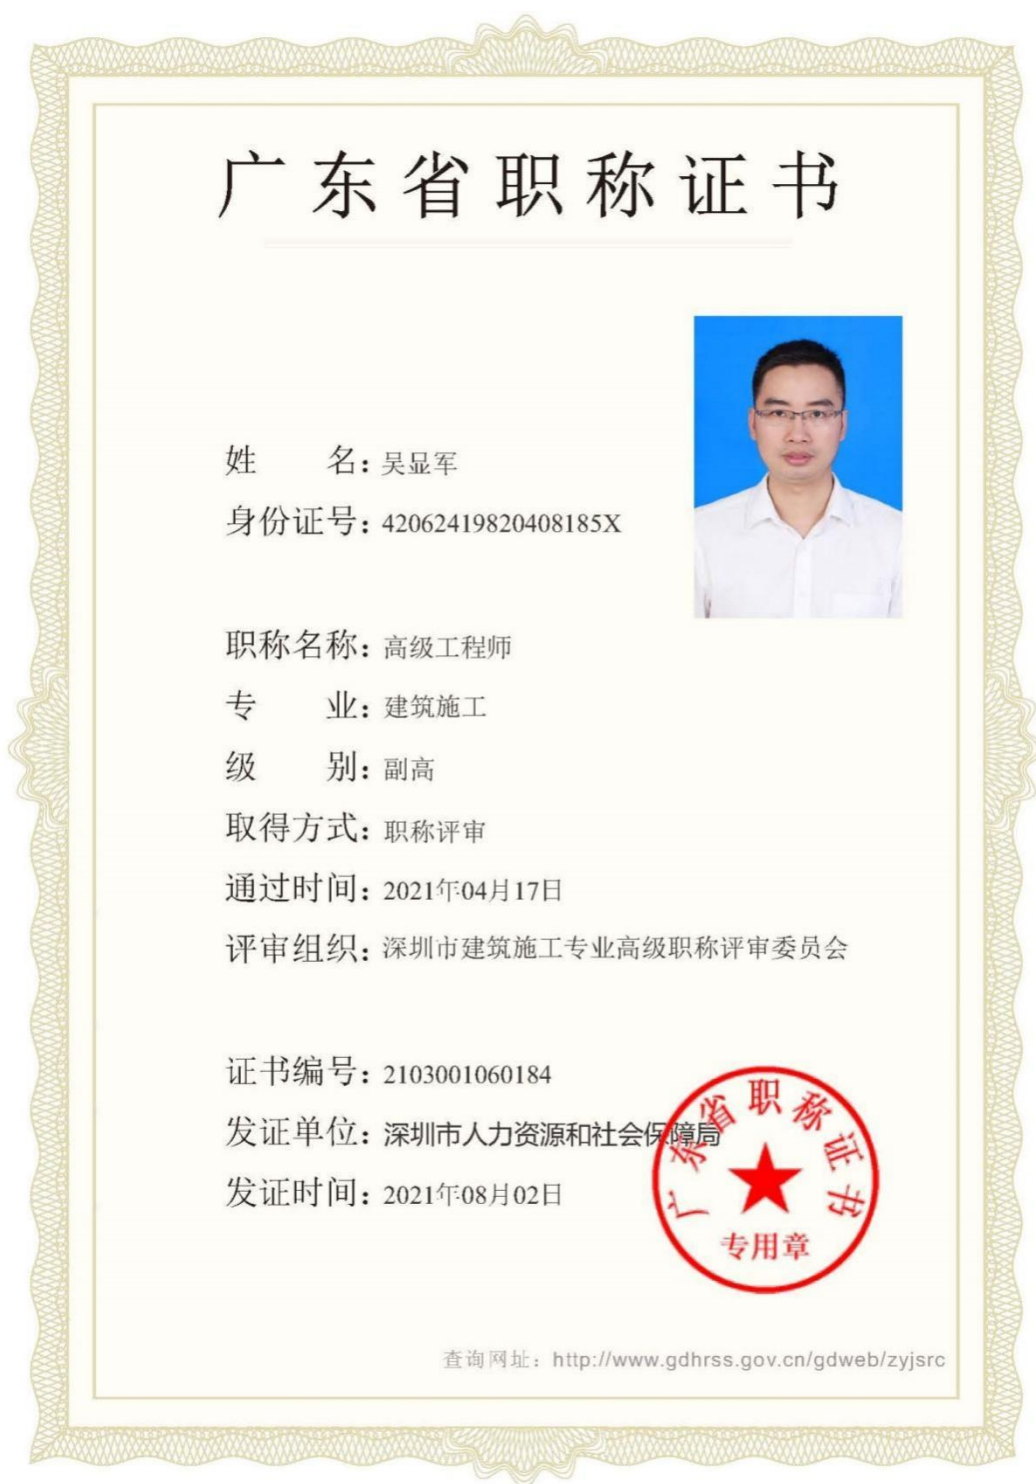 广东省职称证书
姓 名：吴显军
身份证号：42062419820408185X
职称名称：高级工程师
专 业：建筑施工
级 别：副高
取得方式：职称评审
通过时间：2021年04月17日
评审组织：深圳市建筑施工专业高级职称评审委员会
证书编号：2103001060184
发证单位：深圳市人力资源和社会保障局
发证时间：2021年08月02日
广东省职称证书
专用章
查询网址：http://www.gdhrss.gov.cn/gdweb/zyjsrc